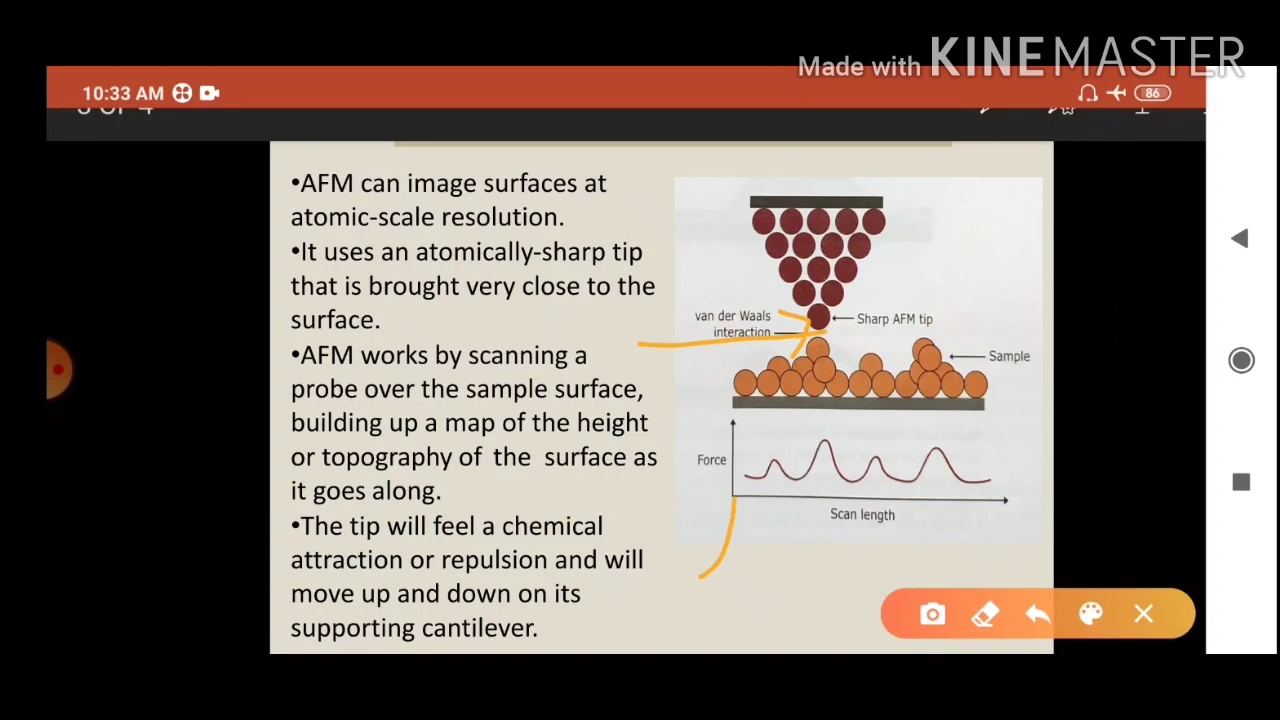 Made with KINEMASTER
10:33 AM
86
•AFM can image surfaces at
atomic-scale resolution.
•It uses an atomically-sharp tip
that is brought very close to the
surface.
•AFM works by scanning a
probe over the sample surface,
building up a map of the height
or topography of the surface as
it goes along.
•The tip will feel a chemical
attraction or repulsion and will
move up and down on its
supporting cantilever.
van der Waals
interaction
Sharp AFM tip
Sample
Force
Scan length